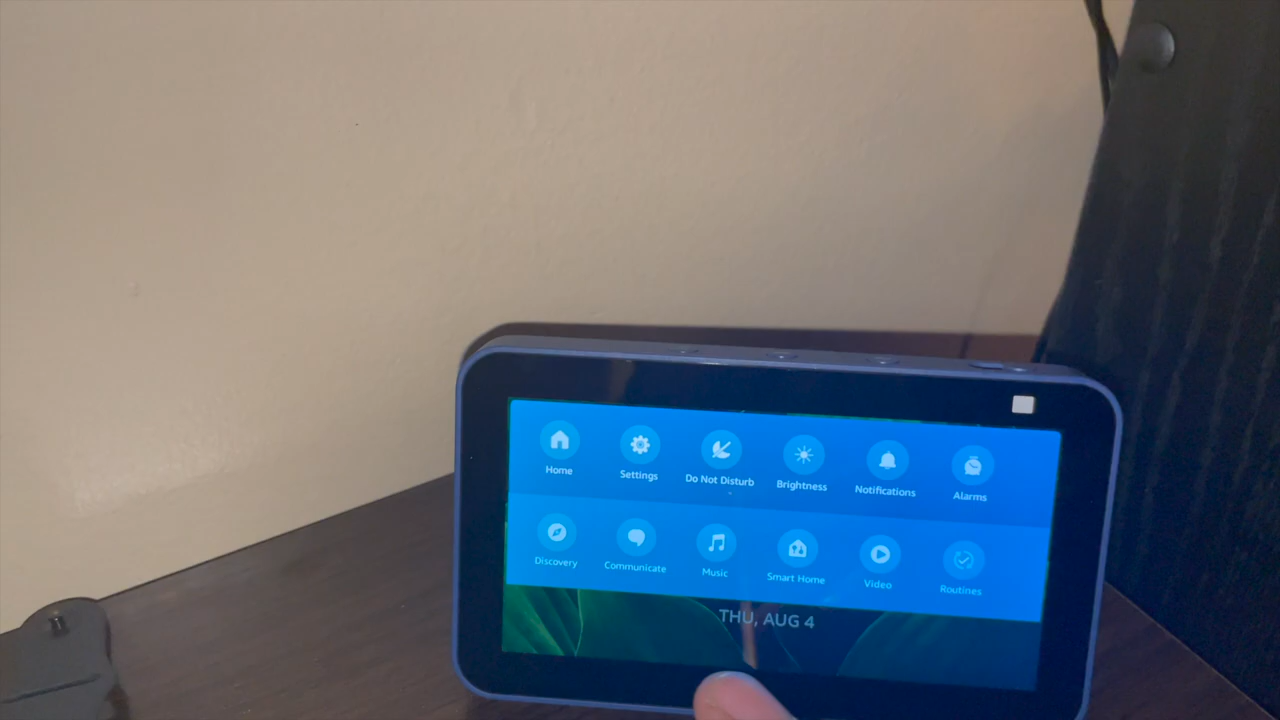 Home
Settings
Do Not Disturb
Brightness
Notifications
Alarms
Discovery
Communicate
Music
Smart Home
Video
Routines
THU, AUG 4